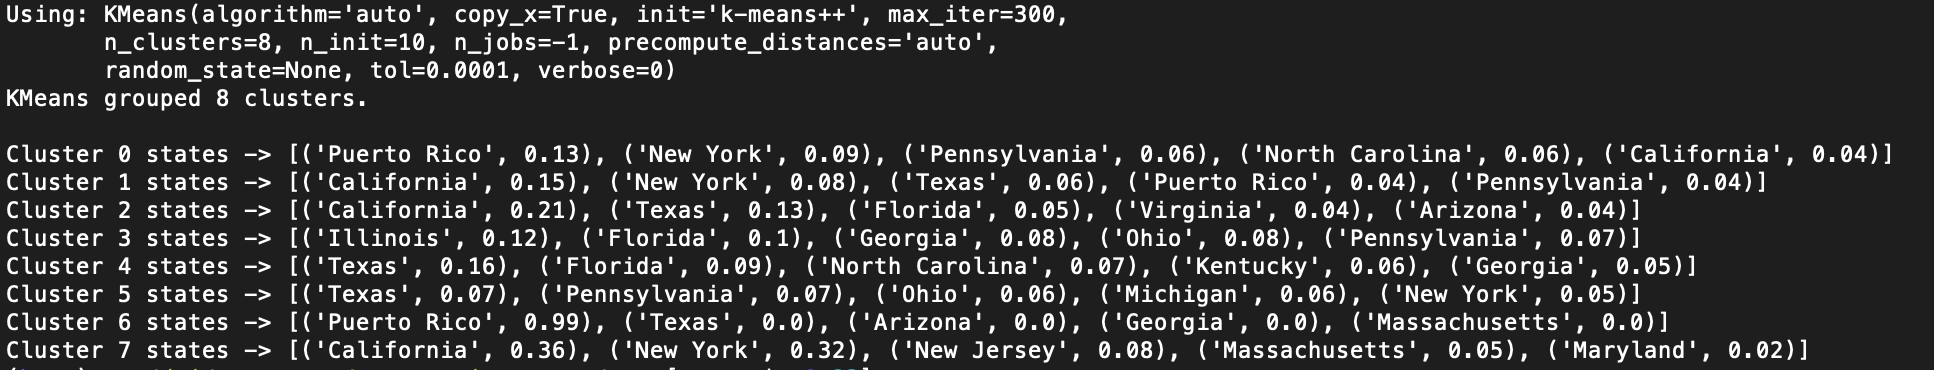 Using: KMeans(algorithm='auto', copy_x=True, init='k-means++', max_iter=300,
n_clusters=8, n_init=10, n_jobs=-1, precompute_distances='auto',
random_state=None, tol=0.0001, verbose=0)
KMeans grouped 8 clusters.
Cluster 0 states -> [('Puerto Rico', 0.13), ('New York', 0.09), ('Pennsylvania', 0.06), ('North Carolina', 0.06), ('California', 0.04)]
Cluster 1 states -> [('California', 0.15), ('New York', 0.08), ('Texas', 0.06), ('Puerto Rico', 0.04), ('Pennsylvania', 0.04)]
Cluster 2 states -> [('California', 0.21), ('Texas', 0.13), ('Florida', 0.05), ('Virginia', 0.04), ('Arizona', 0.04)]
Cluster 3 states -> [('Illinois', 0.12), ('Florida', 0.1), ('Georgia', 0.08), ('Ohio', 0.08), ('Pennsylvania', 0.07)]
Cluster 4 states -> [('Texas', 0.16), ('Florida', 0.09), ('North Carolina', 0.07), ('Kentucky', 0.06), ('Georgia', 0.05)]
Cluster 5 states -> [('Texas', 0.07), ('Pennsylvania', 0.07), ('Ohio', 0.06), ('Michigan', 0.06), ('New York', 0.05)]
Cluster 6 states -> [('Puerto Rico', 0.99), ('Texas', 0.0), ('Arizona', 0.0), ('Georgia', 0.0), ('Massachusetts', 0.0)]
Cluster 7 states -> [('California', 0.36), ('New York', 0.32), ('New Jersey', 0.08), ('Massachusetts', 0.05), ('Maryland', 0.02)]